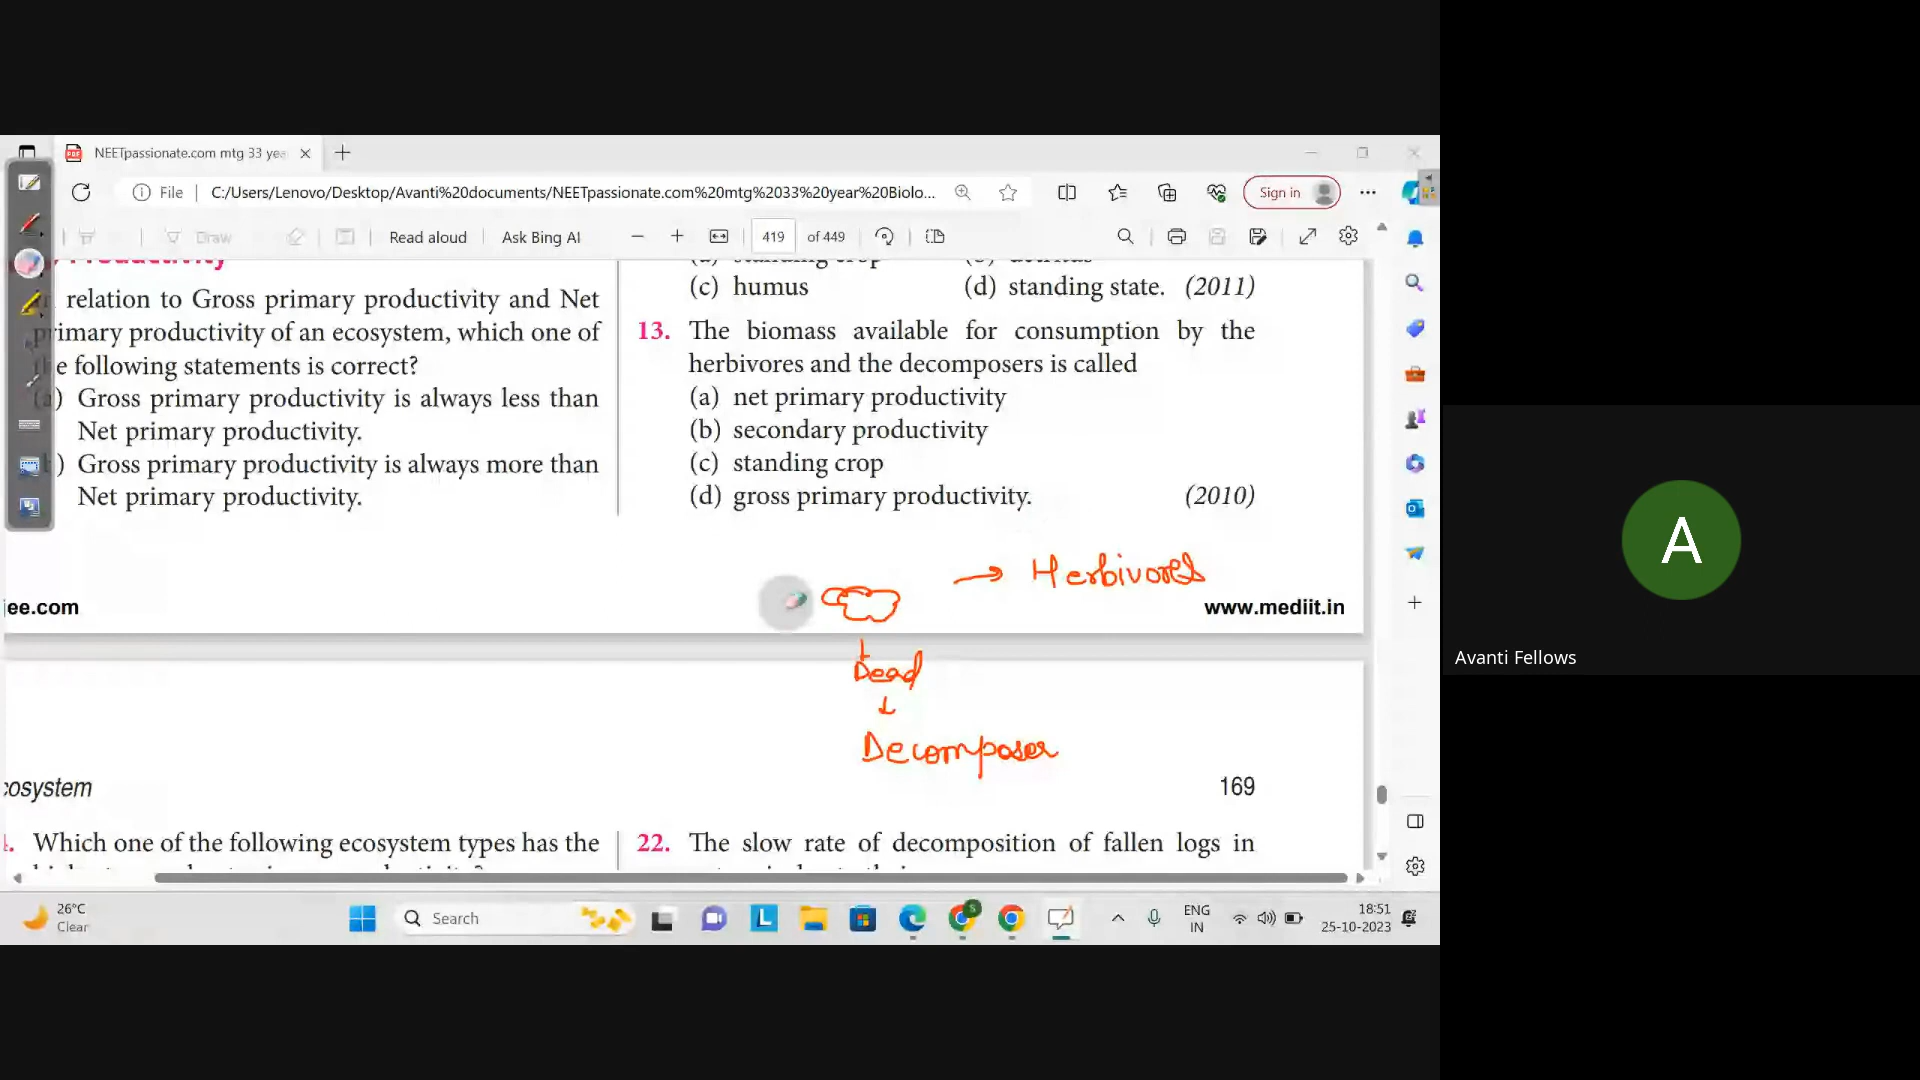 NEETpassionate.com mtg 33 yea
File
C:/Users/Lenovo/Desktop/Avanti%20documents/NEETpassionate.com%20mtg%2033%20year%20Biolo...
Sign in
Draw
Read aloud
Ask Bing AI
419
of 449
Productivity
relation to Gross primary productivity and Net
primary productivity of an ecosystem, which one of
e following statements is correct?
(a) Gross primary productivity is always less than
Net primary productivity.
) Gross primary productivity is always more than
Net primary productivity.
(a) standing crop (b) detritus
(c) humus (d) standing state. (2011)
13. The biomass available for consumption by the
herbivores and the decomposers is called
(a) net primary productivity
(b) secondary productivity
(c) standing crop
(d) gross primary productivity. (2010)
→ Herbivores
jee.com
www.mediit.in
Dead
↓
Decomposer
cosystem
169
. Which one of the following ecosystem types has the
22. The slow rate of decomposition of fallen logs in
A
Avanti Fellows
26°C
Clear
Search
ENG
IN
18:51
25-10-2023